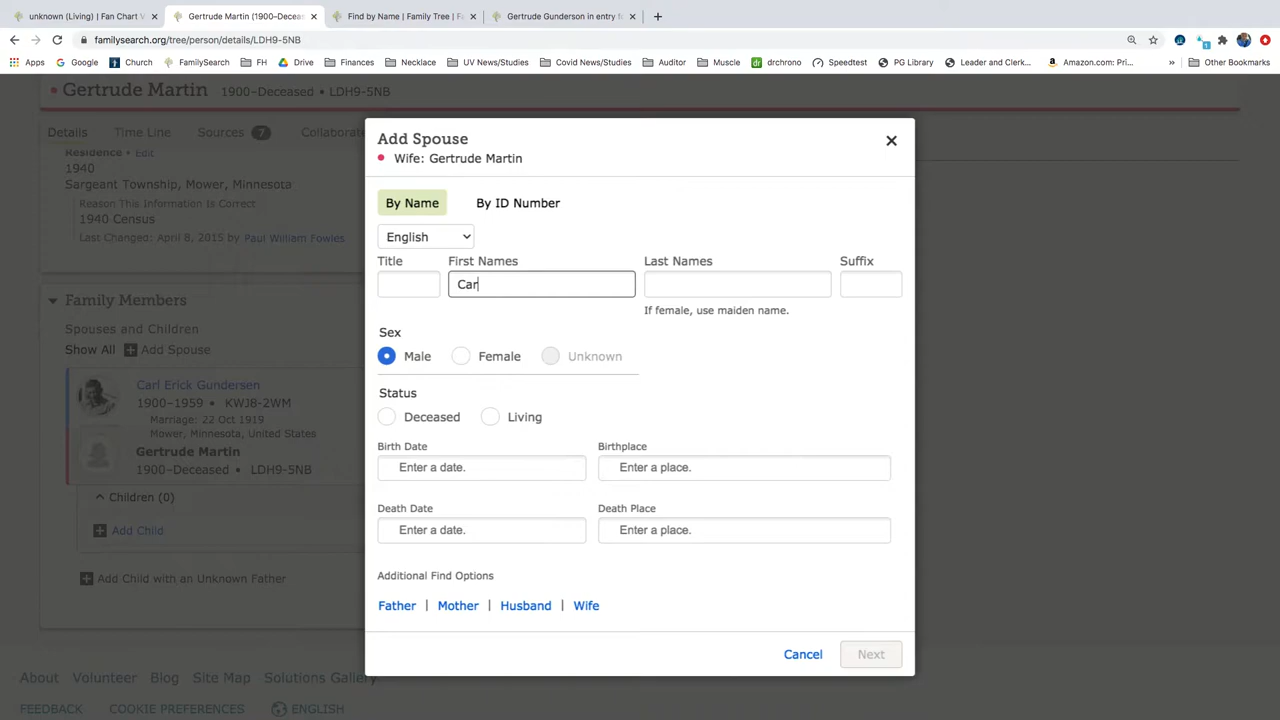 unknown (Living) | Fan Chart V
Gertrude Martin (1900–Deceas
Find by Name | Family Tree | Fa
Gertrude Gunderson in entry fo
familysearch.org/tree/person/details/LDH9-5NB
Apps Google Church FamilySearch FH Drive Finances Necklace UV News/Studies Covid News/Studies Auditor Muscle dr drchrono Speedtest PG Library Leader and Clerk... Amazon.com: Pri... » Other Bookmarks
Gertrude Martin 1900–Deceased • LDH9-5NB
Details Time Line Sources 7 Collaborat
Residence • Edit
1940
Sargeant Township, Mower, Minnesota
Reason This Information Is Correct
1940 Census
Last Changed: April 8, 2015 by Paul William Fowles
Family Members
Spouses and Children
Show All Add Spouse
Carl Erick Gundersen
1900–1959 • KWJ8-2WM
Marriage: 22 Oct 1919
Mower, Minnesota, United States
Gertrude Martin
1900–Deceased • LDH9-5NB
Children (0)
Add Child
Add Child with an Unknown Father
Add Spouse
Wife: Gertrude Martin
By Name By ID Number
English
Title First Names Last Names Suffix
Car
If female, use maiden name.
Sex
Male Female Unknown
Status
Deceased Living
Birth Date Birthplace
Enter a date. Enter a place.
Death Date Death Place
Enter a date. Enter a place.
Additional Find Options
Father | Mother | Husband | Wife
Cancel Next
About Volunteer Blog Site Map Solutions Gallery
FEEDBACK COOKIE PREFERENCES ENGLISH